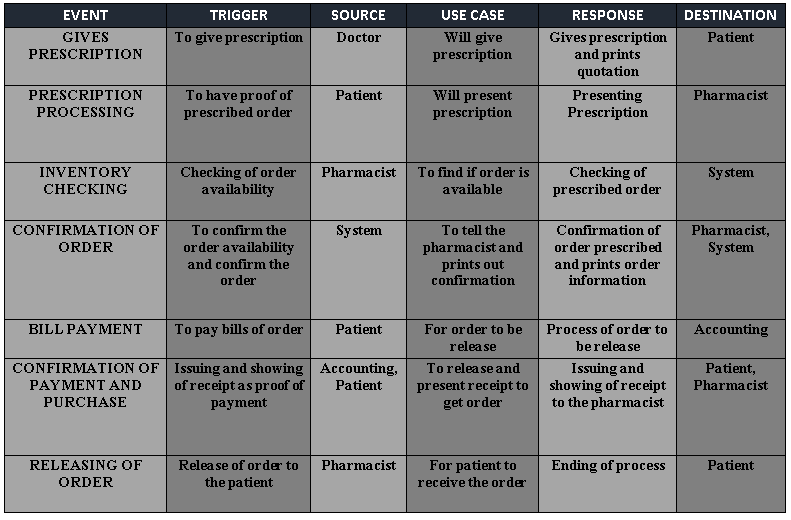 EVENT TRIGGER SOURCE USE CASE RESPONSE DESTINATION
GIVES
PRESCRIPTION
To give prescription
Doctor
Will give
prescription
Gives prescription
and prints
quotation
Patient
PRESCRIPTION
PROCESSING
To have proof of
prescribed order
Patient
Will present
prescription
Presenting
Prescription
Pharmacist
INVENTORY
CHECKING
Checking of order
availability
Pharmacist
To find if order is
available
Checking of
prescribed order
System
CONFIRMATION OF
ORDER
To confirm the
order availability
and confirm the
order
System
To tell the
pharmacist and
prints out
confirmation
Confirmation of
order prescribed
and prints order
information
Pharmacist,
System
BILL PAYMENT
To pay bills of order
Patient
For order to be
release
Process of order to
be release
Accounting
CONFIRMATION OF
PAYMENT AND
PURCHASE
Issuing and showing
of receipt as proof of
payment
Accounting,
Patient
To release and
present receipt to
get order
Issuing and
showing of receipt
to the pharmacist
Patient,
Pharmacist
RELEASING OF
ORDER
Release of order to
the patient
Pharmacist
For patient to
receive the order
Ending of process
Patient